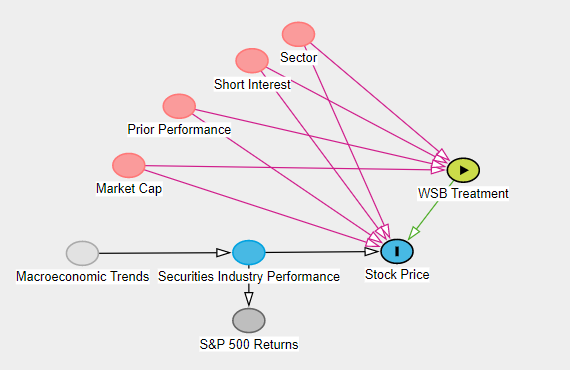 Sector
Short Interest
Prior Performance
Market Cap
WSB Treatment
Macroeconomic Trends
Securities Industry Performance
Stock Price
S&P 500 Returns